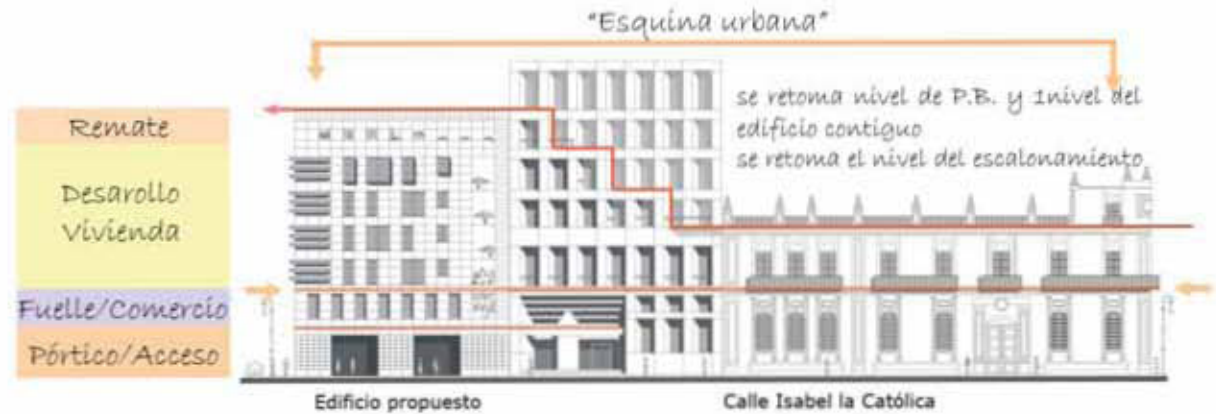 "Esquina urbana"
se retoma nivel de P.B. y 1nivel del
edificio contiguo
se retoma el nivel del escalonamiento
Remate
Desarollo
Vivienda
Fuelle/Comercio
Pórtico/Acceso
Edificio propuesto
Calle Isabel la Católica